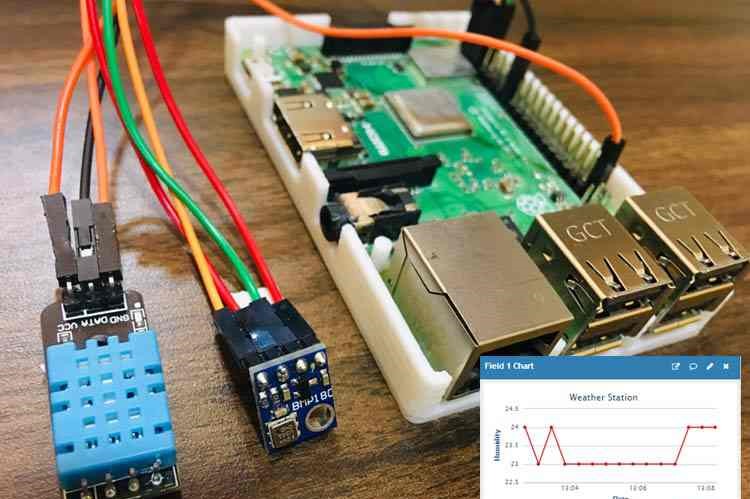 GCT
GCT
GND DATA VCC
BMP180
Field 1 Chart
Weather Station
24.5
24
23.5
23
22.5
Humidity
13:04
13:06
13:08
Date